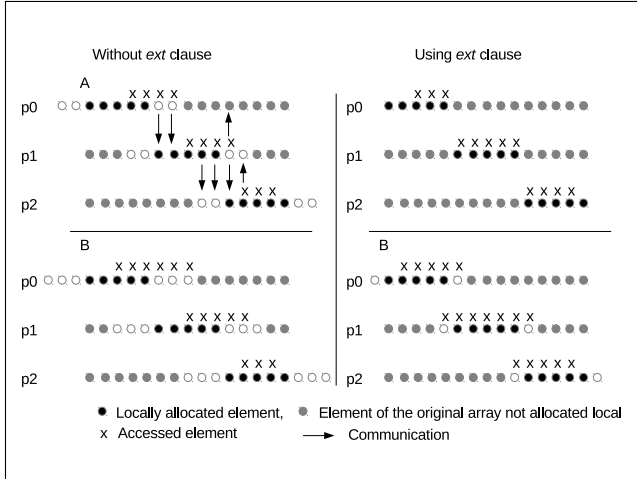 Without ext clause
Using ext clause
A
p0
p1
p2
B
p0
p1
p2
p0
p1
p2
B
p0
p1
p2
Locally allocated element,
Element of the original array not allocated local
x Accessed element
Communication